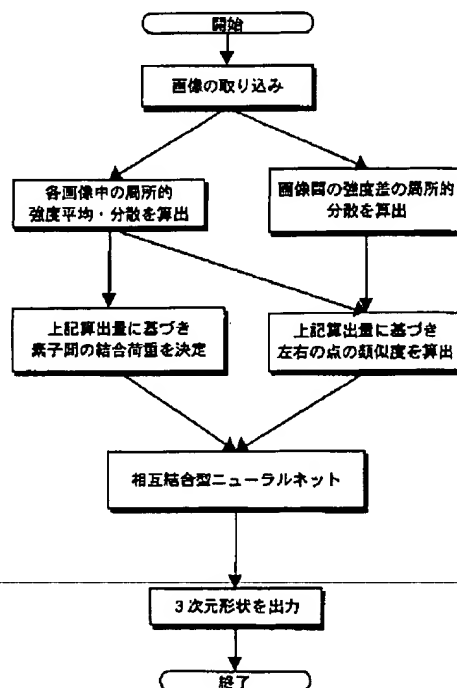 開始
画像の取り込み
各画像中の局所的
強度平均・分散を算出
画像間の強度差の局所的
分散を算出
上記算出量に基づき
素子間の結合荷重を決定
上記算出量に基づき
左右の点の類似度を算出
相互結合型ニューラルネット
3次元形状を出力
終了